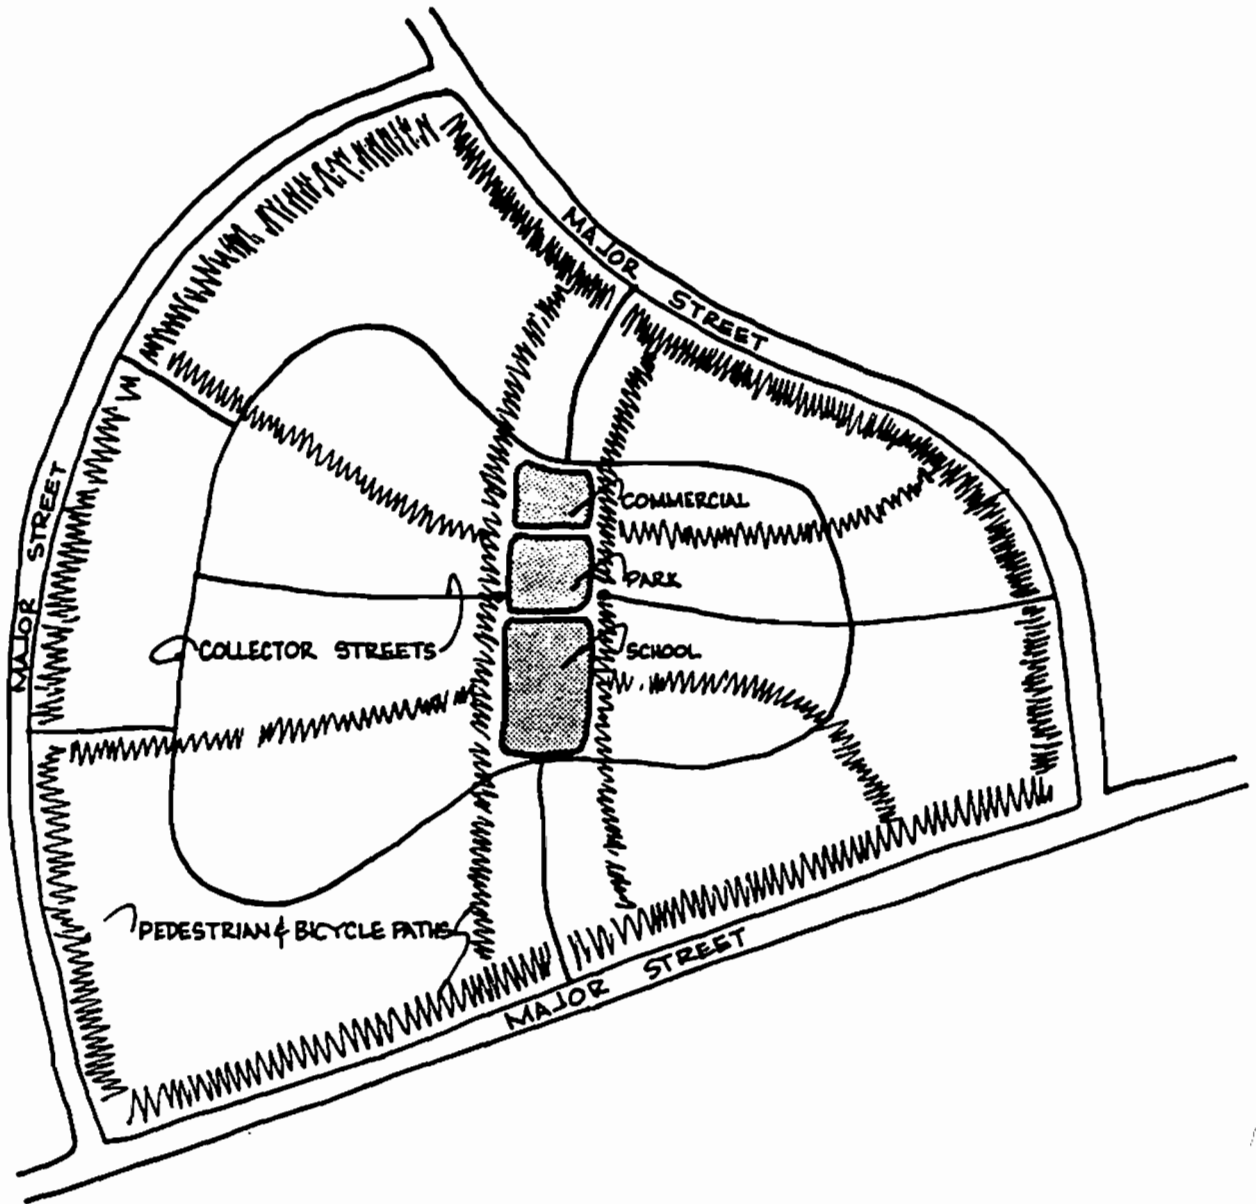 MAJOR
STREET
COMMERCIAL
PARK
MAJOR STREET
COLLECTOR STREETS
SCHOOL
PEDESTRIAN & BICYCLE PATHS
MAJOR STREET